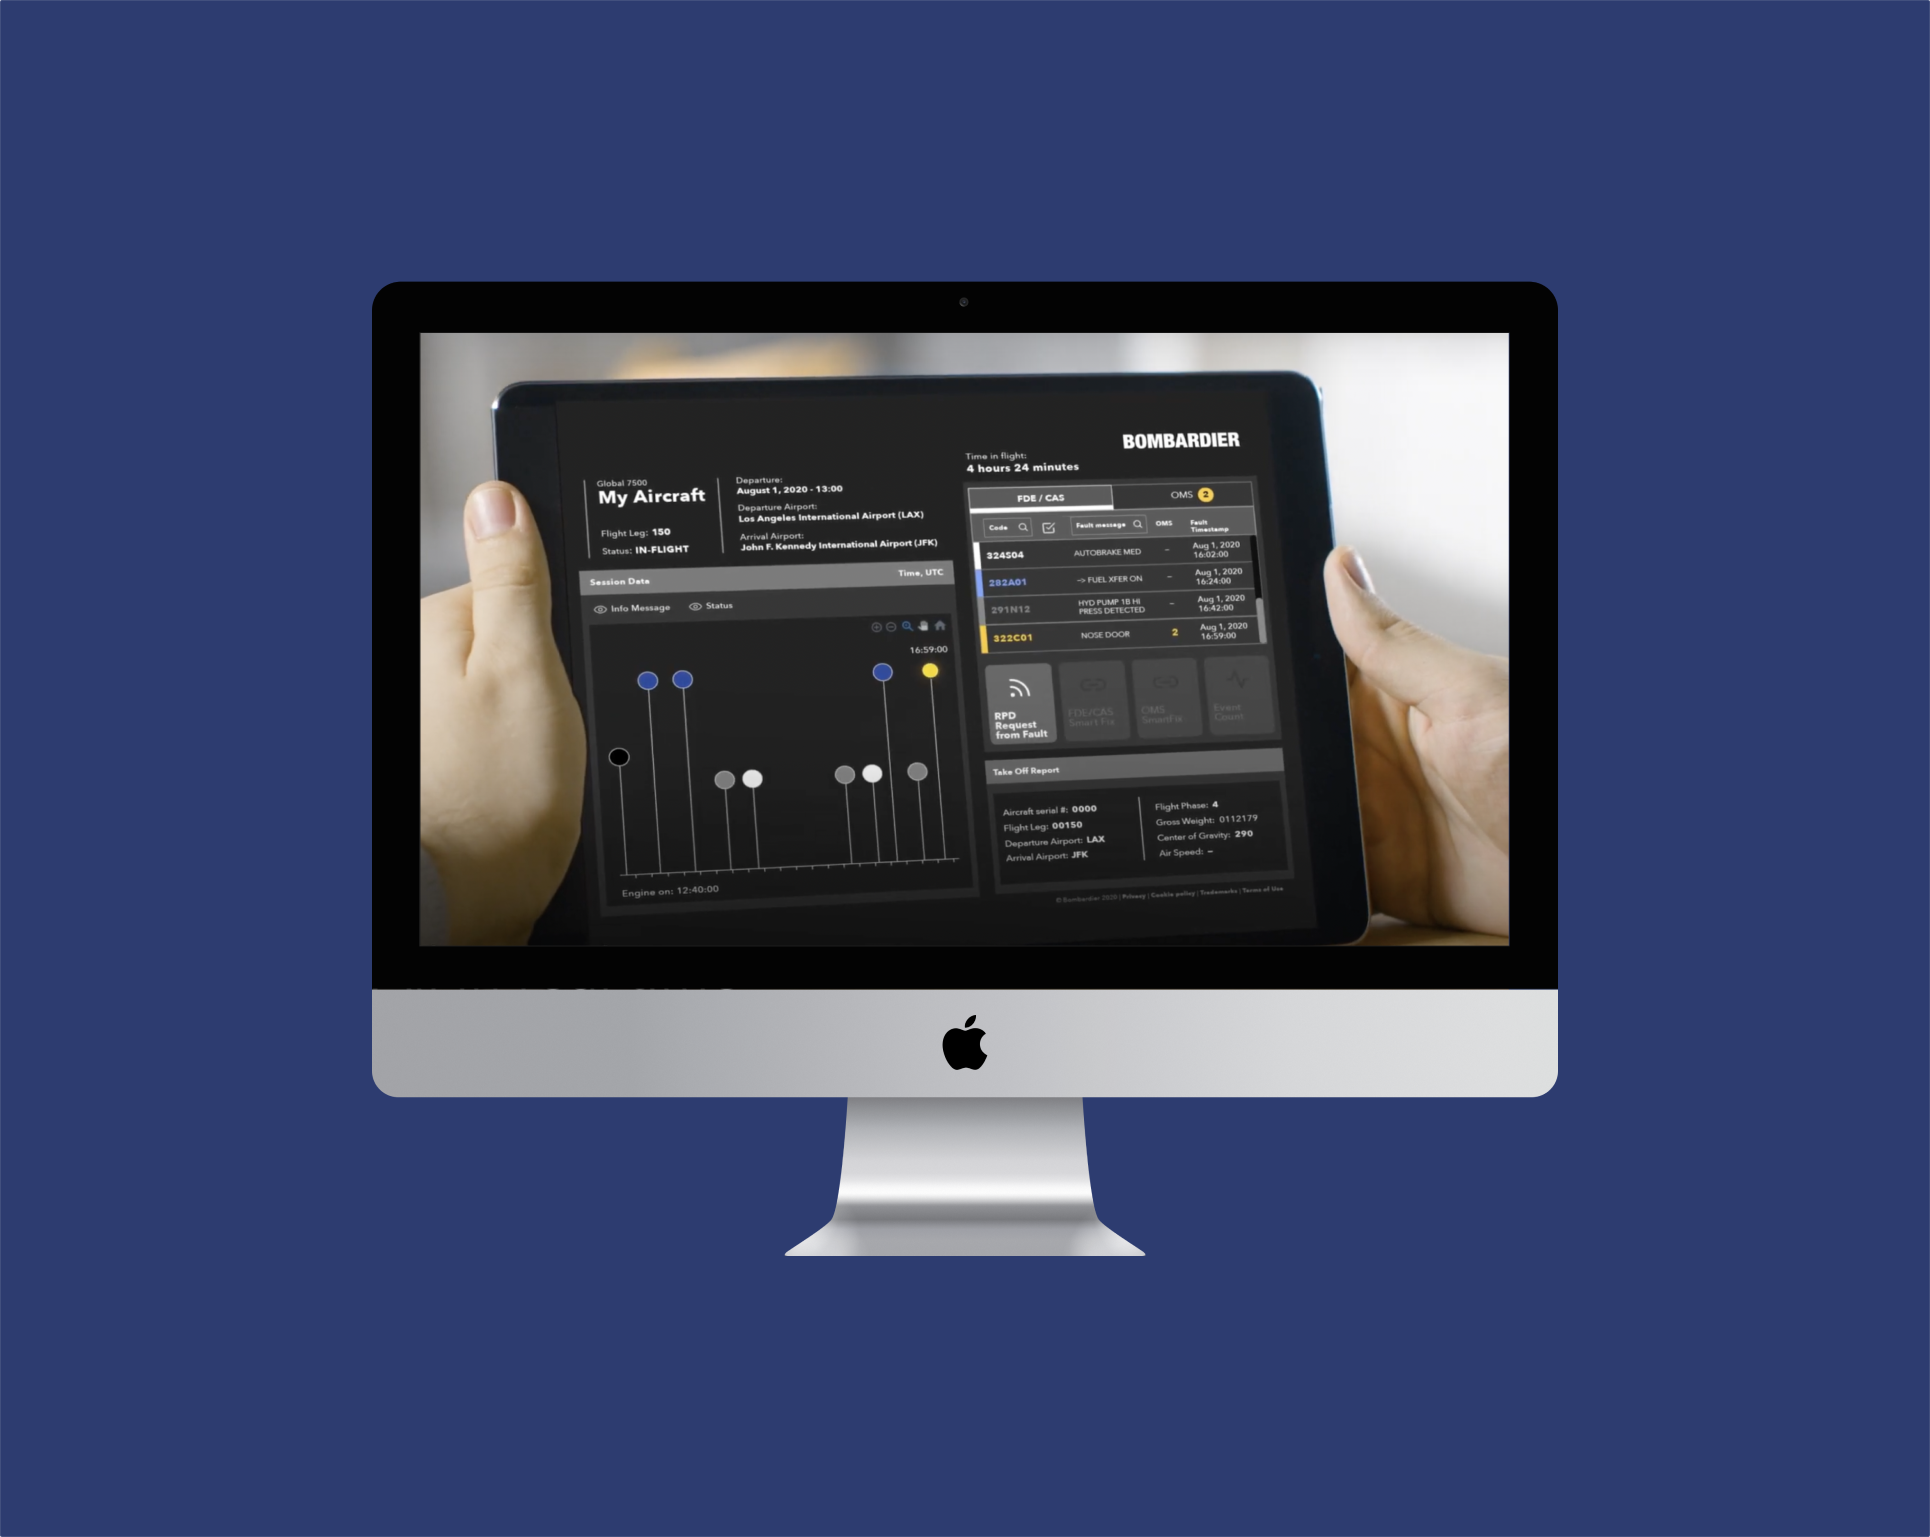 BOMBARDIER
Global 7500
My Aircraft
Flight Leg: 150
Status: IN-FLIGHT
Departure:
August 1, 2020 - 13:00
Departure Airport:
Los Angeles International Airport (LAX)
Arrival Airport:
John F. Kennedy International Airport (JFK)
Time in flight:
4 hours 24 minutes
Session Data Time, UTC
Info Message Status
16:59:00
Engine on: 12:40:00
FDE / CAS OMS 2
Code Fault message OMS Fault
Timestamp
324S04 AUTOBRAKE MED – Aug 1, 2020
16:02:00
282A01 -> FUEL XFER ON – Aug 1, 2020
16:24:00
291N12 HYD PUMP 1B HI
PRESS DETECTED – Aug 1, 2020
16:42:00
322C01 NOSE DOOR 2 Aug 1, 2020
16:59:00
RPD
Request
from Fault
FDE/CAS
Smart Fix
OMS
SmartFix
Event
Count
Take Off Report
Aircraft serial #: 0000
Flight Leg: 00150
Departure Airport: LAX
Arrival Airport: JFK
Flight Phase: 4
Gross Weight: 0112179
Center of Gravity: 290
Air Speed: –
© Bombardier 2020 | Privacy | Cookie policy | Trademarks | Terms of Use